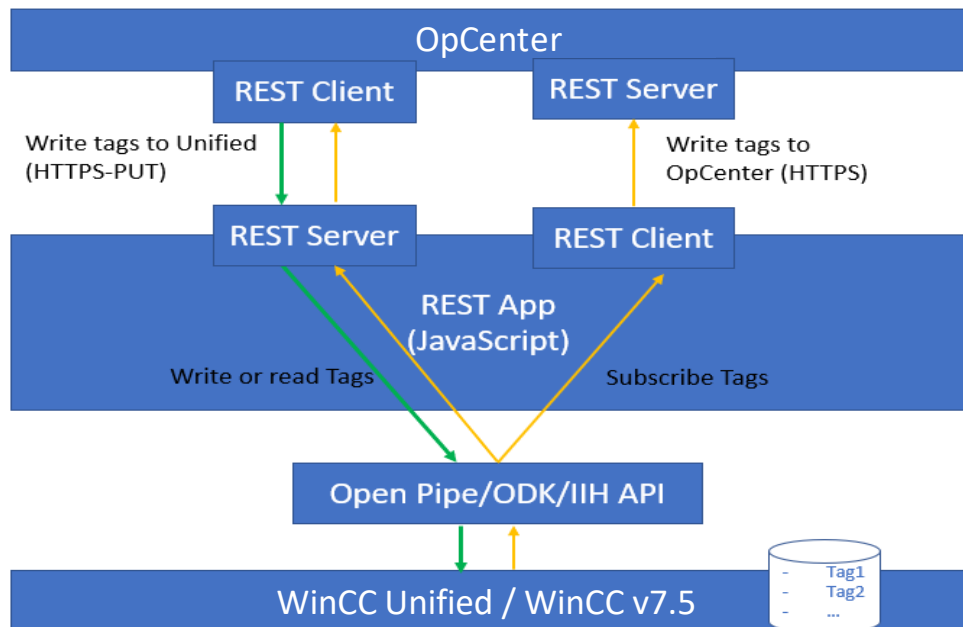 OpCenter
REST Client
REST Server
Write tags to Unified
(HTTPS-PUT)
Write tags to
OpCenter (HTTPS)
REST Server
REST Client
REST App
(JavaScript)
Write or read Tags
Subscribe Tags
Open Pipe/ODK/IIH API
WinCC Unified / WinCC v7.5
- Tag1
- Tag2
- ...